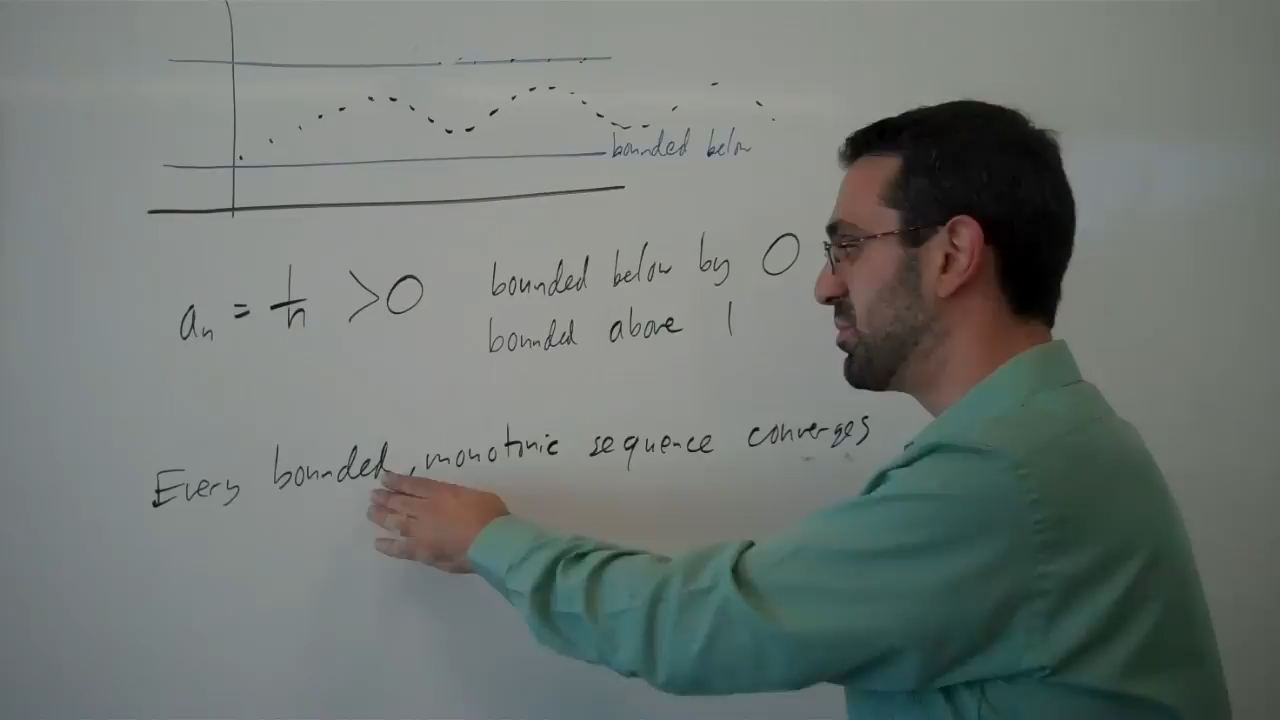 bounded below
aₙ = 1/n > 0
bounded below by 0
bounded above 1
Every bounded, monotonic sequence converges